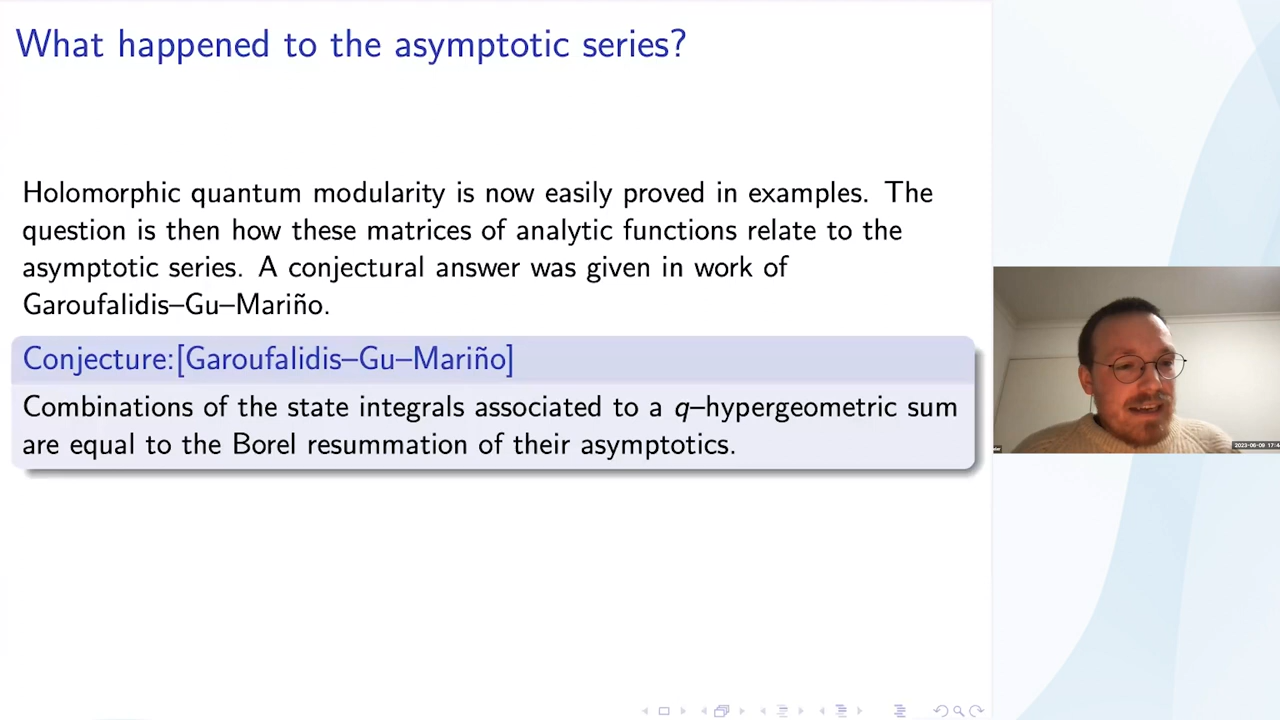 What happened to the asymptotic series?
Holomorphic quantum modularity is now easily proved in examples. The
question is then how these matrices of analytic functions relate to the
asymptotic series. A conjectural answer was given in work of
Garoufalidis–Gu–Mariño.
Conjecture:[Garoufalidis–Gu–Mariño]
Combinations of the state integrals associated to a q–hypergeometric sum
are equal to the Borel resummation of their asymptotics.